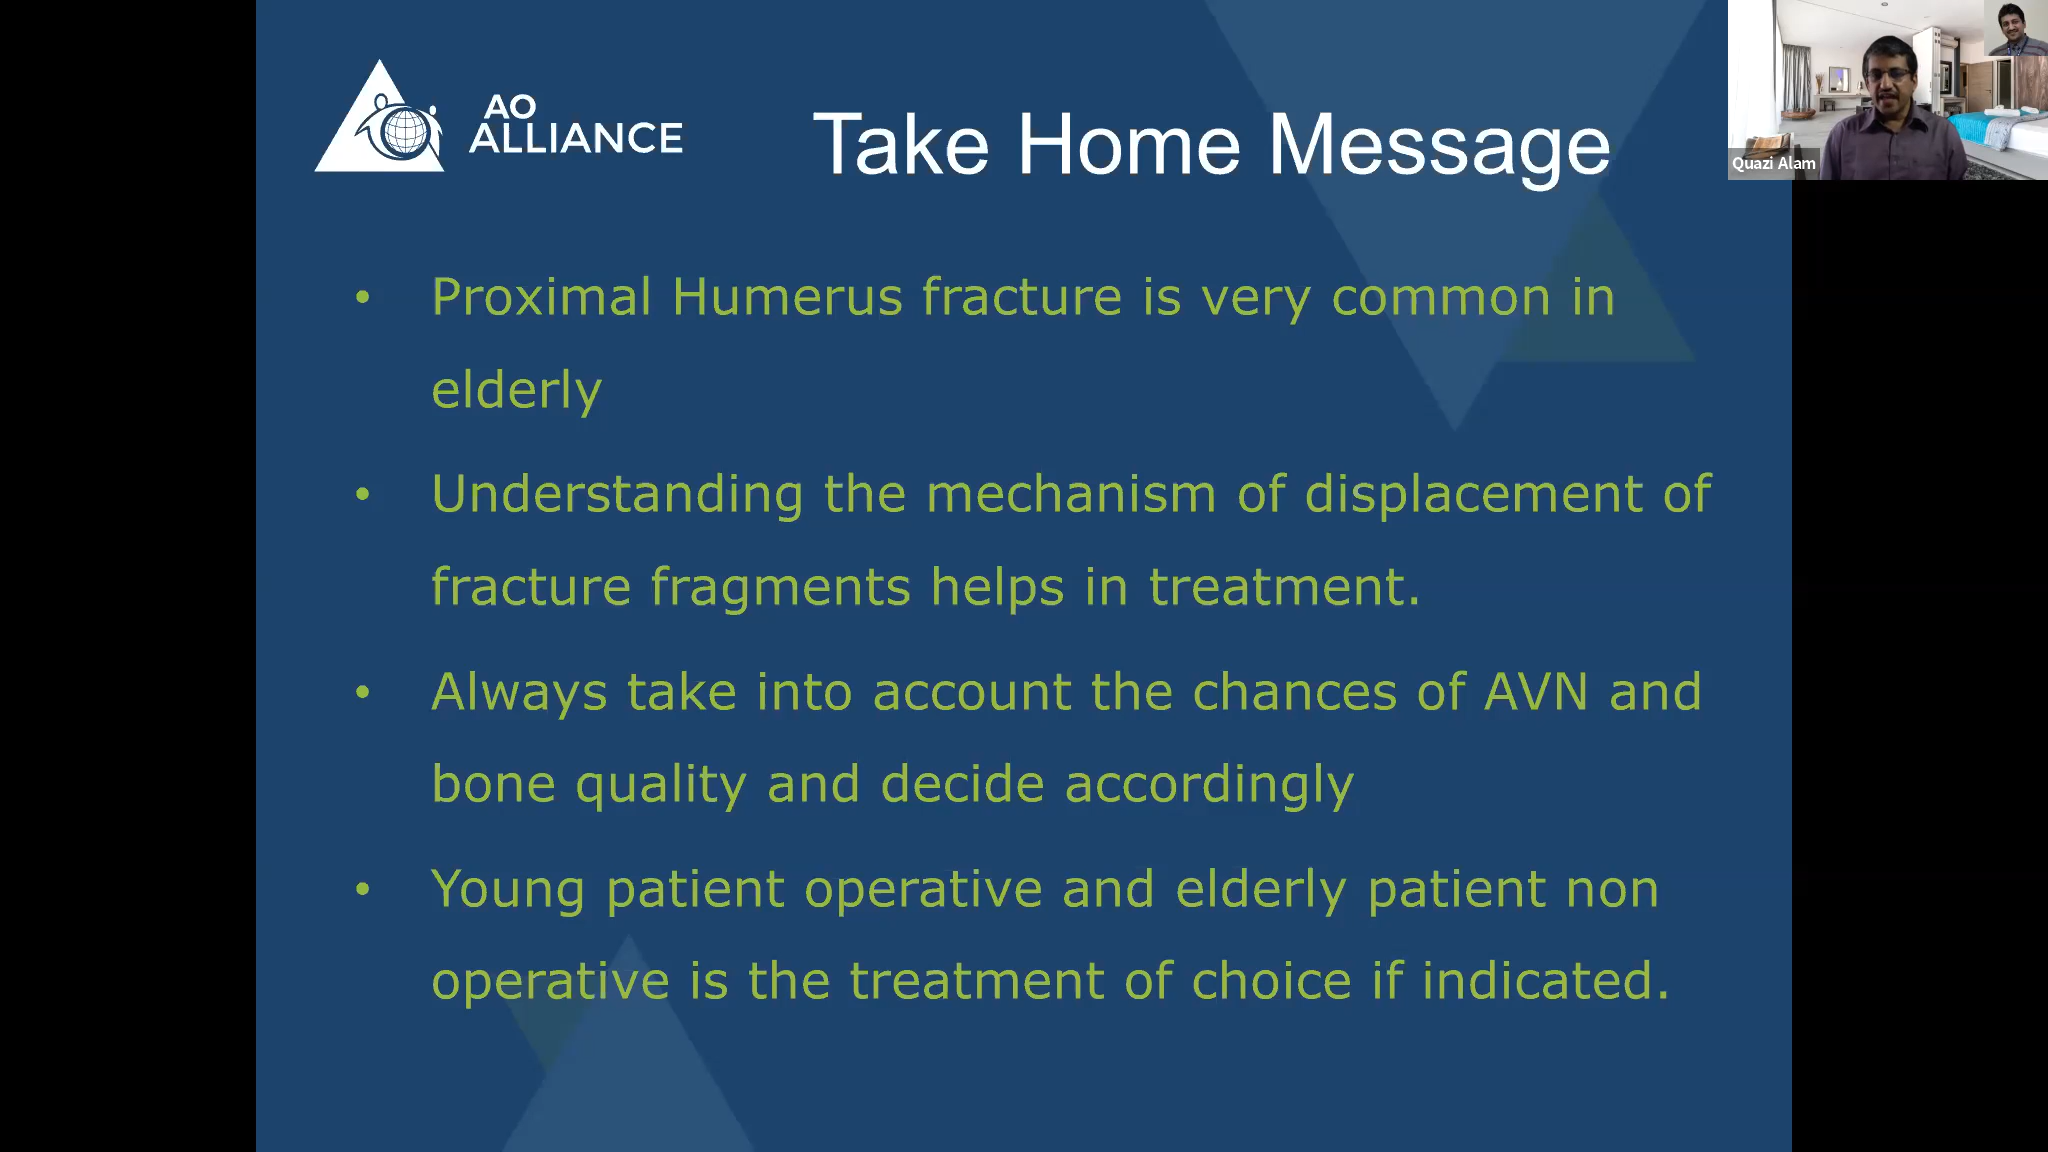 AO
ALLIANCE
Take Home Message
Quazi Alam
• Proximal Humerus fracture is very common in
elderly
• Understanding the mechanism of displacement of
fracture fragments helps in treatment.
• Always take into account the chances of AVN and
bone quality and decide accordingly
• Young patient operative and elderly patient non
operative is the treatment of choice if indicated.